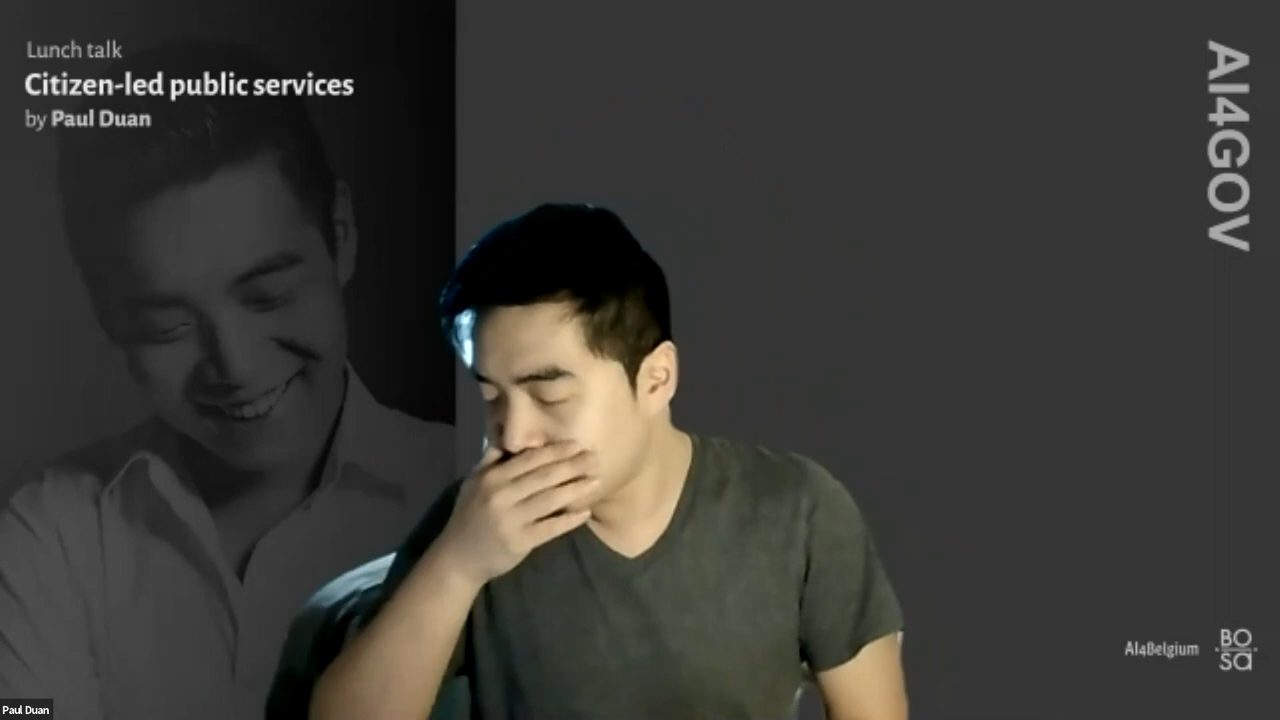 Lunch talk
Citizen-led public services
by Paul Duan
AI4GOV
AI4Belgium
BO
sa
Paul Duan